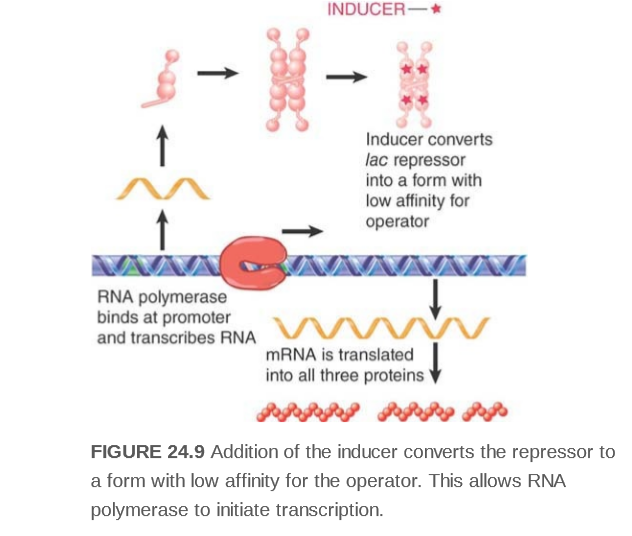 INDUCER
Inducer converts
lac repressor
into a form with
low affinity for
operator
RNA polymerase
binds at promoter
and transcribes RNA
mRNA is translated
into all three proteins
FIGURE 24.9 Addition of the inducer converts the repressor to
a form with low affinity for the operator. This allows RNA
polymerase to initiate transcription.